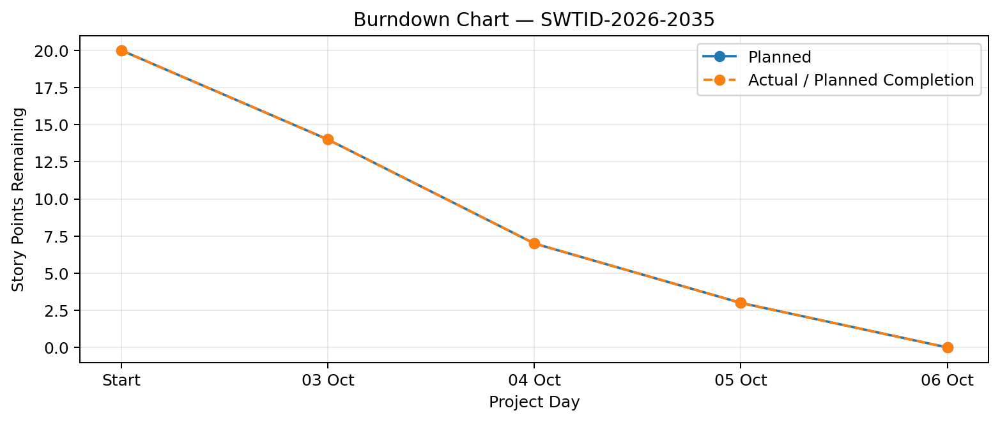 Burndown Chart — SWTID-2026-2035
Planned
Actual / Planned Completion
Story Points Remaining
20.0
17.5
15.0
12.5
10.0
7.5
5.0
2.5
0.0
Start
03 Oct
04 Oct
05 Oct
06 Oct
Project Day